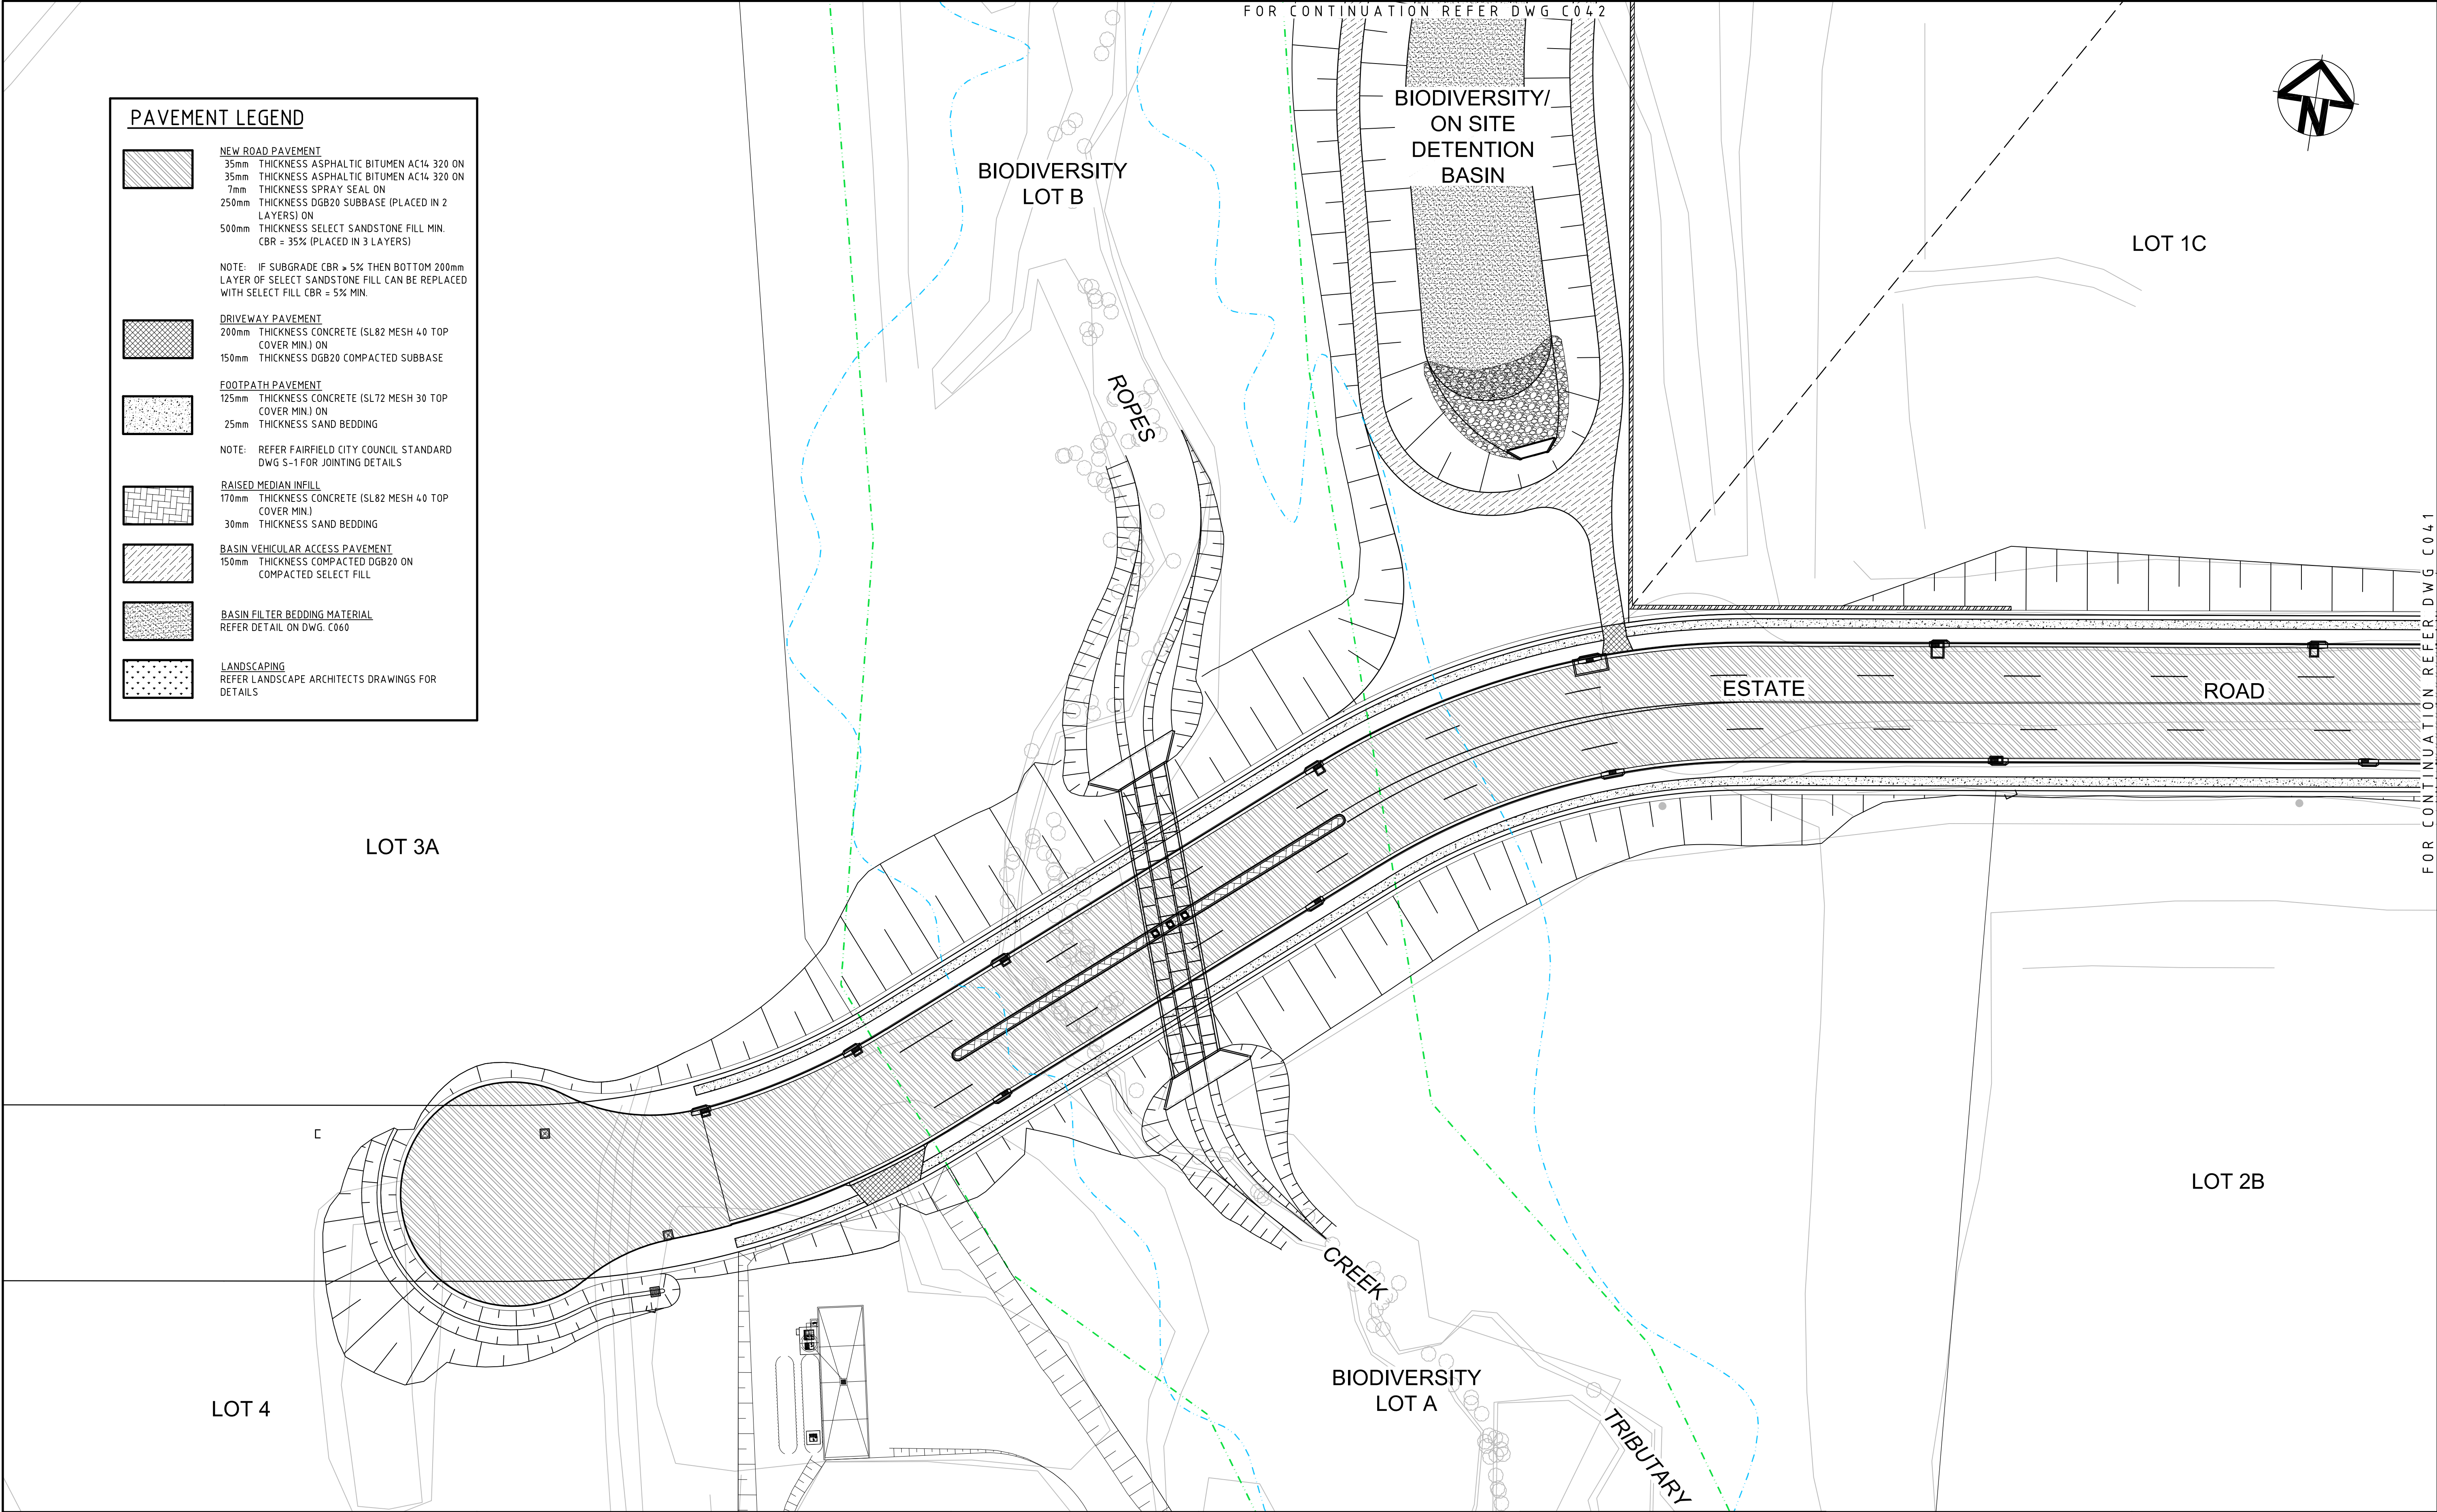 FOR CONTINUATION REFER DWG C042
PAVEMENT LEGEND
NEW ROAD PAVEMENT
35mm THICKNESS ASPHALTIC BITUMEN AC14 320 ON
35mm THICKNESS ASPHALTIC BITUMEN AC14 320 ON
7mm THICKNESS SPRAY SEAL ON
250mm THICKNESS DGB20 SUBBASE (PLACED IN 2
LAYERS) ON
500mm THICKNESS SELECT SANDSTONE FILL MIN.
CBR = 35% (PLACED IN 3 LAYERS)
NOTE: IF SUBGRADE CBR ≥ 5% THEN BOTTOM 200mm
LAYER OF SELECT SANDSTONE FILL CAN BE REPLACED
WITH SELECT FILL CBR = 5% MIN.
DRIVEWAY PAVEMENT
200mm THICKNESS CONCRETE (SL82 MESH 40 TOP
COVER MIN.) ON
150mm THICKNESS DGB20 COMPACTED SUBBASE
FOOTPATH PAVEMENT
125mm THICKNESS CONCRETE (SL72 MESH 30 TOP
COVER MIN.) ON
25mm THICKNESS SAND BEDDING
NOTE: REFER FAIRFIELD CITY COUNCIL STANDARD
DWG S-1 FOR JOINTING DETAILS
RAISED MEDIAN INFILL
170mm THICKNESS CONCRETE (SL82 MESH 40 TOP
COVER MIN.)
30mm THICKNESS SAND BEDDING
BASIN VEHICULAR ACCESS PAVEMENT
150mm THICKNESS COMPACTED DGB20 ON
COMPACTED SELECT FILL
BASIN FILTER BEDDING MATERIAL
REFER DETAIL ON DWG. C060
LANDSCAPING
REFER LANDSCAPE ARCHITECTS DRAWINGS FOR
DETAILS
BIODIVERSITY
LOT B
BIODIVERSITY/
ON SITE
DETENTION
BASIN
N
LOT 1C
ROPES
FOR CONTINUATION REFER DWG C041
ESTATE
ROAD
LOT 3A
LOT 2B
CREEK
BIODIVERSITY
LOT A
LOT 4
TRIBUTARY